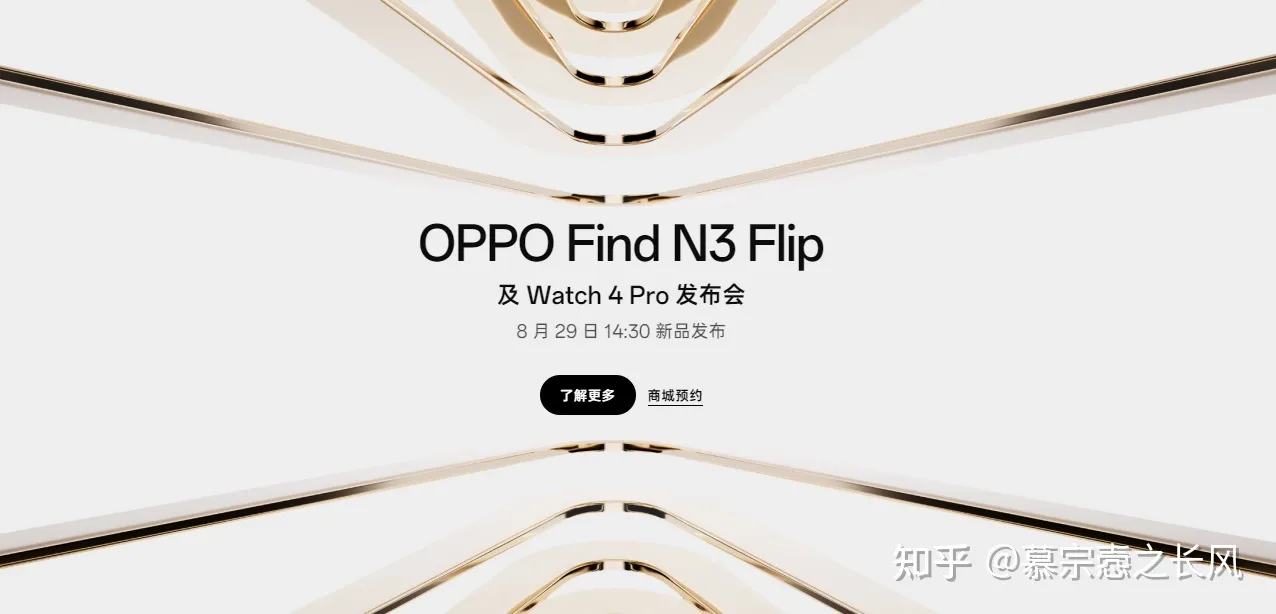 OPPO Find N3 Flip
及 Watch 4 Pro 发布会
8 月 29 日 14:30 新品发布
了解更多 商城预约
知乎 @慕宗悫之长风